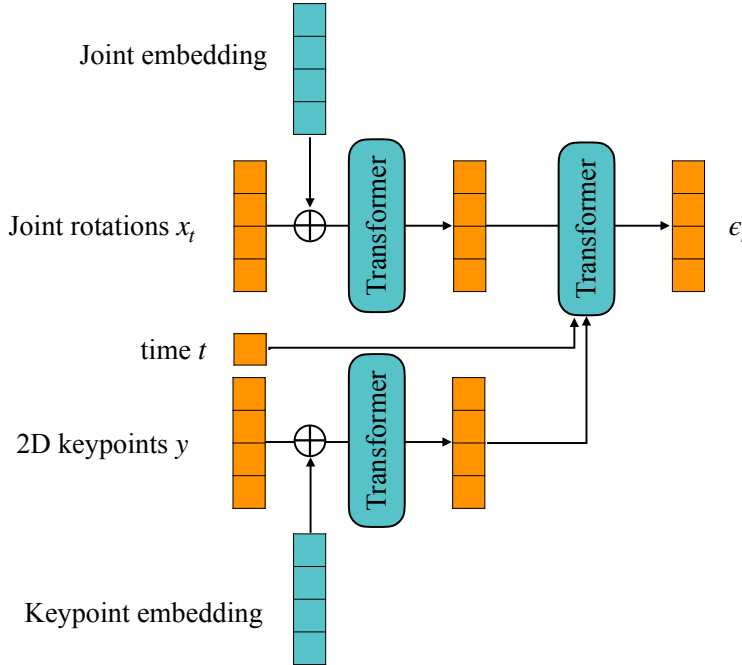 Joint embedding
Transformer
Transformer
Joint rotations x_t
ϵ
time t
Transformer
2D keypoints y
Keypoint embedding